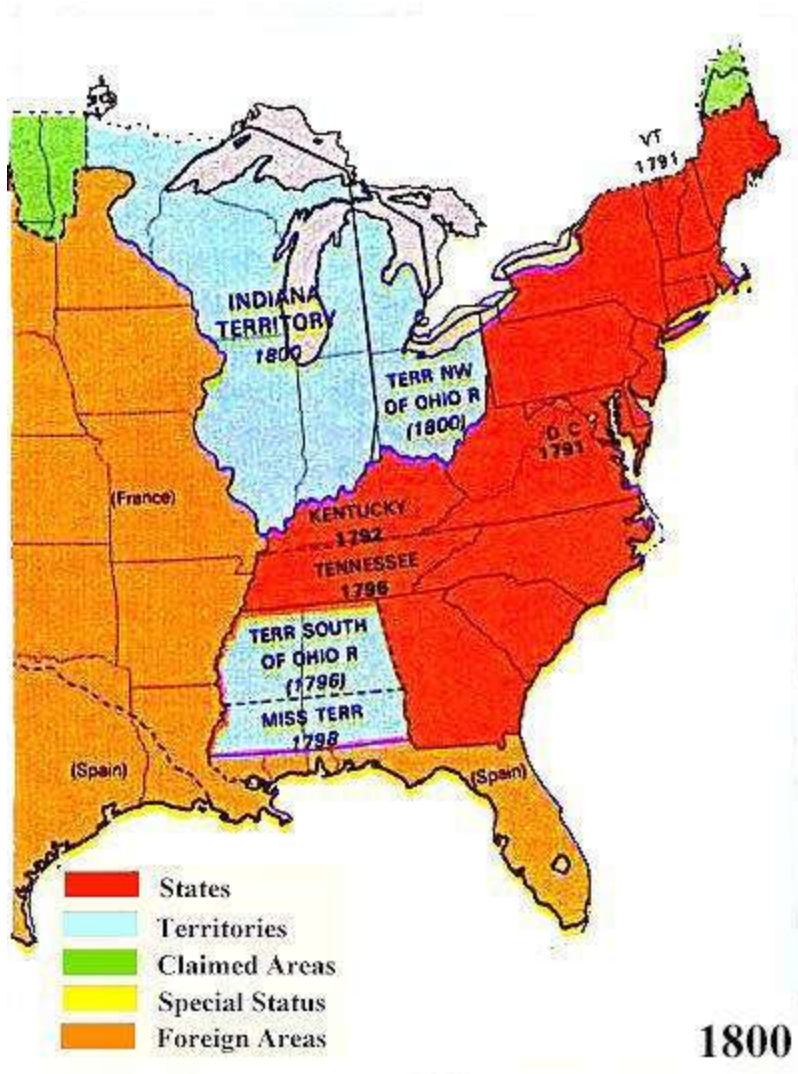 VT
1791
INDIANA
TERRITORY
1800
TERR NW
OF OHIO R
(1800)
D C
1791
(France)
KENTUCKY
1792
TENNESSEE
1796
TERR SOUTH
OF OHIO R
(1796)
MISS TERR
1798
(Spain)
(Spain)
States
Territories
Claimed Areas
Special Status
Foreign Areas
1800